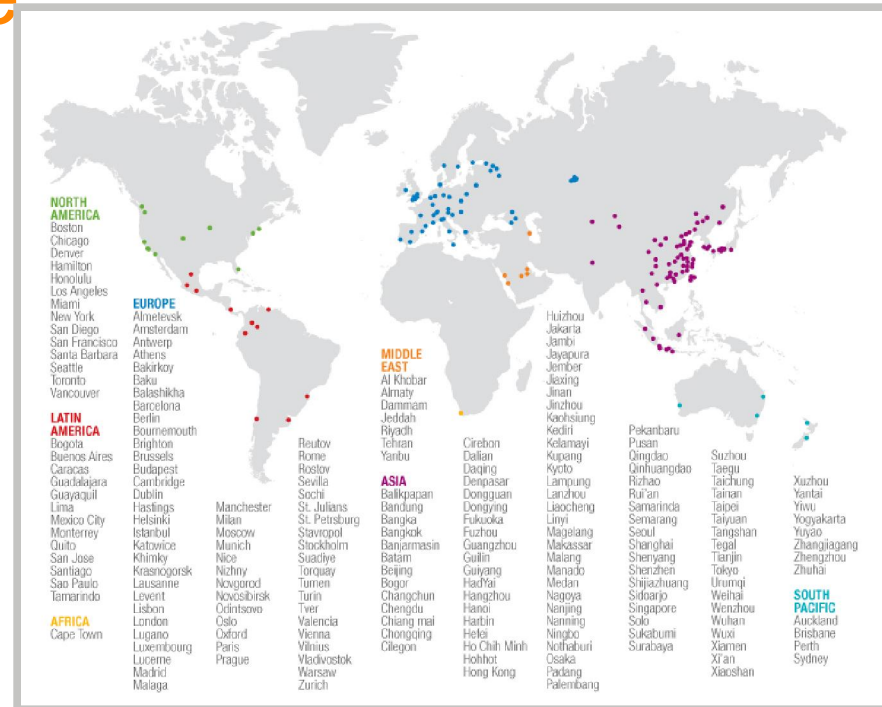 NORTH
AMERICA
Boston
Chicago
Denver
Hamilton
Honolulu
Los Angeles
Miami
New York
San Diego
San Francisco
Santa Barbara
Seattle
Toronto
Vancouver
LATIN
AMERICA
Bogota
Buenos Aires
Caracas
Guadalajara
Guayaquil
Lima
Mexico City
Monterrey
Quito
San Jose
Santiago
Sao Paulo
Tamarindo
AFRICA
Cape Town
EUROPE
Almetevsk
Amsterdam
Antwerp
Athens
Bakirkoy
Baku
Balashikha
Barcelona
Berlin
Bournemouth
Brighton
Brussels
Budapest
Cambridge
Dublin
Hastings
Helsinki
Istanbul
Katowice
Khimky
Krasnogorsk
Lausanne
Levent
Lisbon
London
Lugano
Luxembourg
Lucerne
Madrid
Malaga
Manchester
Milan
Moscow
Munich
Nice
Nizhny
Novgorod
Novosibirsk
Odintsovo
Oslo
Oxford
Paris
Prague
Reutov
Rome
Rostov
Sevilla
Sochi
St. Julians
St. Petrsburg
Stavropol
Stockholm
Suadiye
Torquay
Tumen
Turin
Tver
Valencia
Vienna
Vilnius
Vladivostok
Warsaw
Zurich
MIDDLE
EAST
Al Khobar
Almaty
Dammam
Jeddah
Riyadh
Tehran
Yanbu
ASIA
Balikpapan
Bandung
Bangka
Bangkok
Banjarmasin
Batam
Beijing
Bogor
Changchun
Chengdu
Chiang mai
Chongqing
Cilegon
Cirebon
Dalian
Daqing
Denpasar
Dongguan
Dongying
Fukuoka
Fuzhou
Guangzhou
Guilin
Guiyang
HadYai
Hangzhou
Hanoi
Harbin
Hefei
Ho Chih Minh
Hohhot
Hong Kong
Huizhou
Jakarta
Jambi
Jayapura
Jember
Jiaxing
Jinan
Jinzhou
Kaohsiung
Kediri
Kelamayi
Kupang
Kyoto
Lampung
Lanzhou
Liaocheng
Linyi
Magelang
Makassar
Malang
Manado
Medan
Nagoya
Nanjing
Nanning
Ningbo
Nothaburi
Osaka
Padang
Palembang
Pekanbaru
Pusan
Qingdao
Qinhuangdao
Rizhao
Rui'an
Samarinda
Semarang
Seoul
Shanghai
Shenyang
Shenzhen
Shijiazhuang
Sidoarjo
Singapore
Solo
Sukabumi
Surabaya
Suzhou
Taegu
Taichung
Tainan
Taipei
Taiyuan
Tangshan
Tegal
Tianjin
Tokyo
Urumqi
Weihai
Wenzhou
Wuhan
Wuxi
Xiamen
Xi'an
Xiaoshan
Xuzhou
Yantai
Yiwu
Yogyakarta
Yuyao
Zhangjiagang
Zhengzhou
Zhuhai
SOUTH
PACIFIC
Auckland
Brisbane
Perth
Sydney